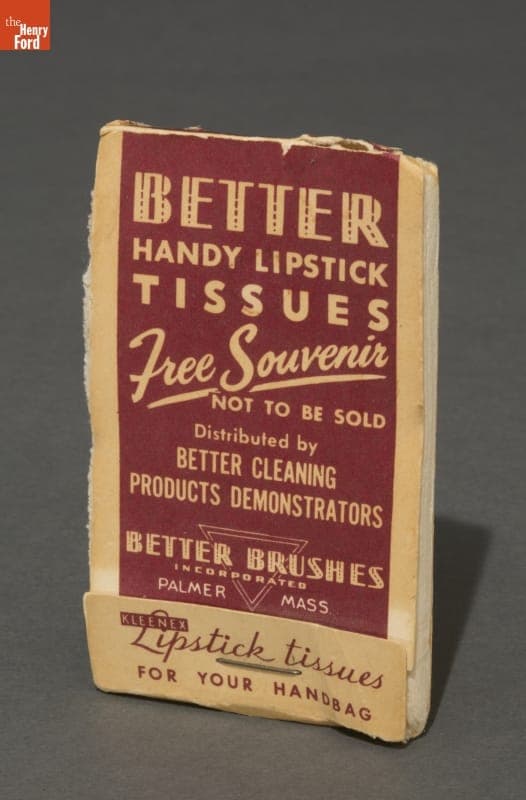 the
Henry
Ford
BETTER
HANDY LIPSTICK
TISSUES
Free Souvenir
NOT TO BE SOLD
Distributed by
BETTER CLEANING
PRODUCTS DEMONSTRATORS
BETTER BRUSHES
INCORPORATED
PALMER MASS.
KLEENEX
Lipstick tissues
FOR YOUR HANDBAG